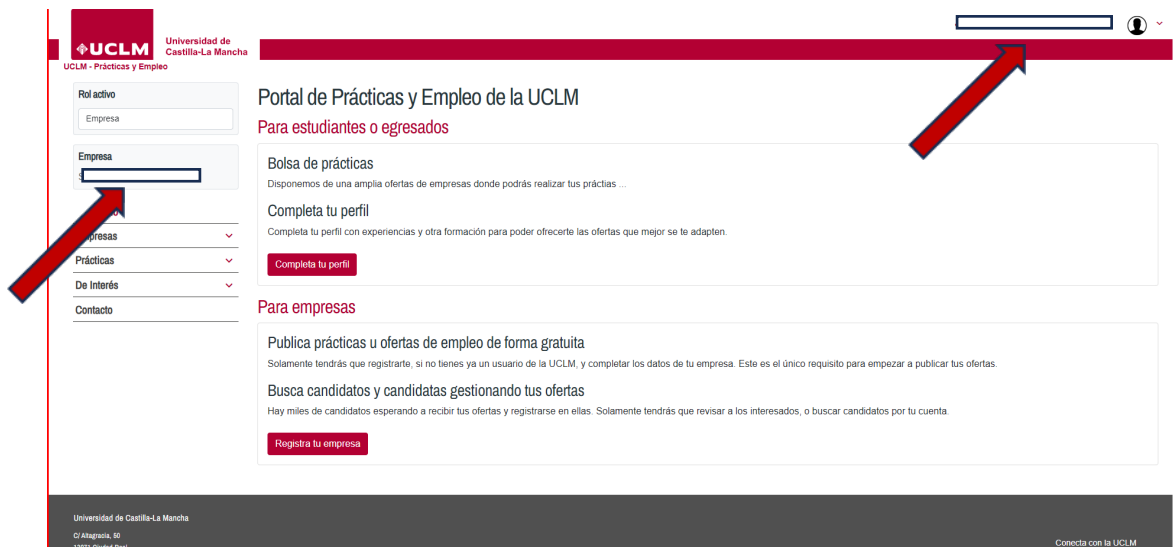 UCLM
Universidad de
Castilla-La Mancha
UCLM - Prácticas y Empleo
Rol activo
Empresa
Empresa
Prácticas
De Interés
Contacto
Portal de Prácticas y Empleo de la UCLM
Para estudiantes o egresados
Bolsa de prácticas
Disponemos de una amplia ofertas de empresas donde podrás realizar tus práctias ...
Completa tu perfil
Completa tu perfil con experiencias y otra formación para poder ofrecerte las ofertas que mejor se te adapten.
Completa tu perfil
Para empresas
Publica prácticas u ofertas de empleo de forma gratuita
Solamente tendrás que registrarte, si no tienes ya un usuario de la UCLM, y completar los datos de tu empresa. Este es el único requisito para empezar a publicar tus ofertas.
Busca candidatos y candidatas gestionando tus ofertas
Hay miles de candidatos esperando a recibir tus ofertas y registrarse en ellas. Solamente tendrás que revisar a los interesados, o buscar candidatos por tu cuenta.
Registra tu empresa
Universidad de Castilla-La Mancha
C/ Altagracia, 50
Conecta con la UCLM